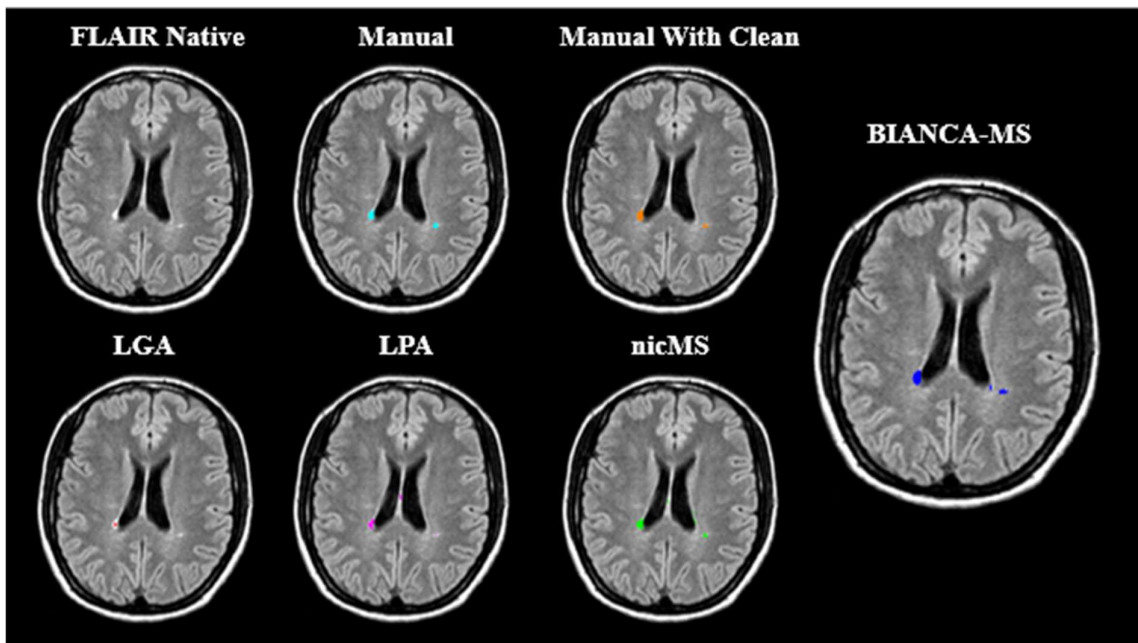 FLAIR Native
Manual
Manual With Clean
BIANCA-MS
LGA
LPA
nicMS